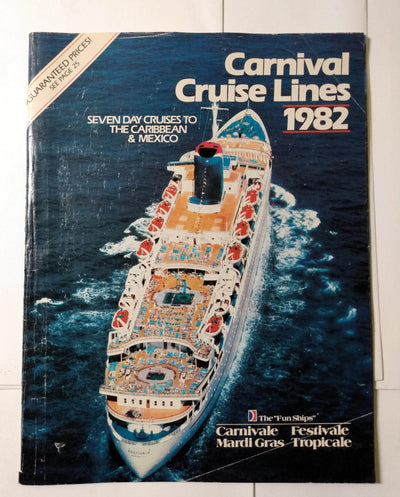 GUARANTEED PRICES!
SEE PAGE 25
Carnival
Cruise Lines
1982
SEVEN DAY CRUISES TO
THE CARIBBEAN
& MEXICO
The "Fun Ships"
Carnivale Festivale
Mardi Gras Tropicale